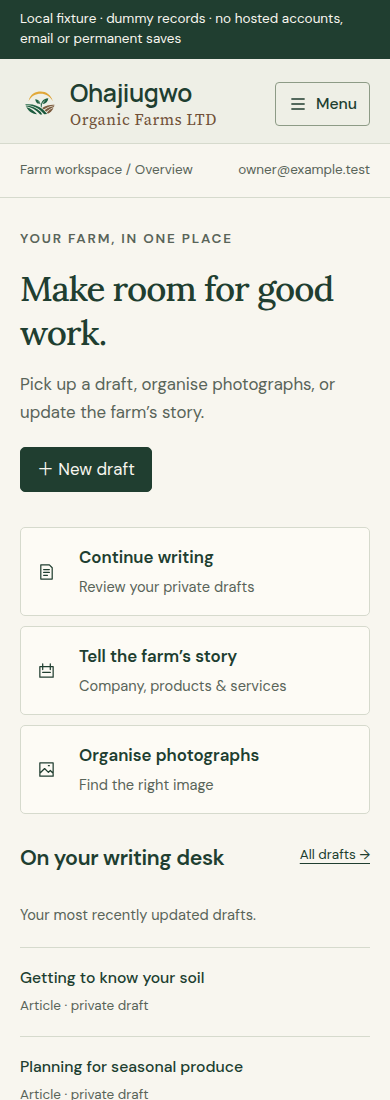 Local fixture · dummy records · no hosted accounts,
email or permanent saves
Ohajiugwo
Organic Farms LTD
Menu
Farm workspace / Overview
owner@example.test
YOUR FARM, IN ONE PLACE
Make room for good
work.
Pick up a draft, organise photographs, or
update the farm’s story.
+ New draft
Continue writing
Review your private drafts
Tell the farm’s story
Company, products & services
Organise photographs
Find the right image
On your writing desk
All drafts →
Your most recently updated drafts.
Getting to know your soil
Article · private draft
Planning for seasonal produce
Article · private draft